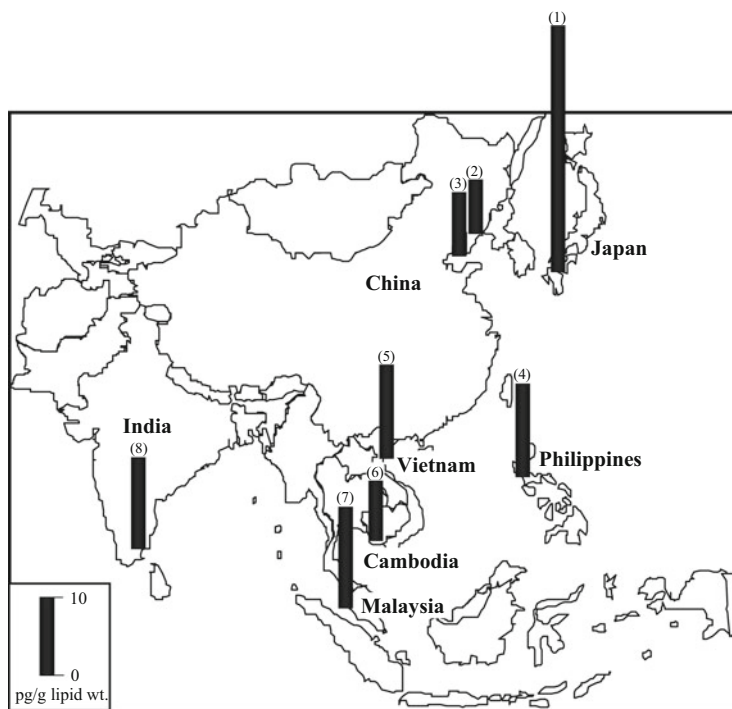 (1)
(2)
(3)
Japan
China
(5)
(4)
India
(8)
Vietnam
Philippines
(6)
(7)
Cambodia
Malaysia
10
0
pg/g lipid wt.